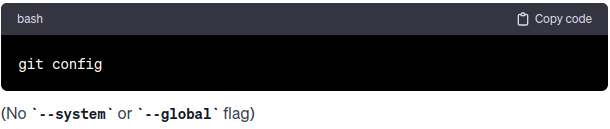 bash Copy code
git config
(No `--system` or `--global` flag)